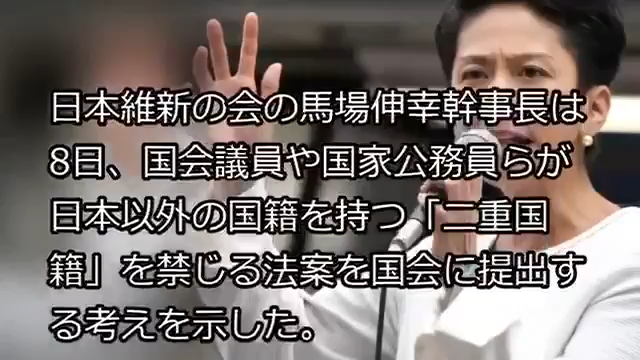 日本維新の会の馬場伸幸幹事長は
8日、国会議員や国家公務員らが
日本以外の国籍を持つ「二重国
籍」を禁じる法案を国会に提出す
る考えを示した。